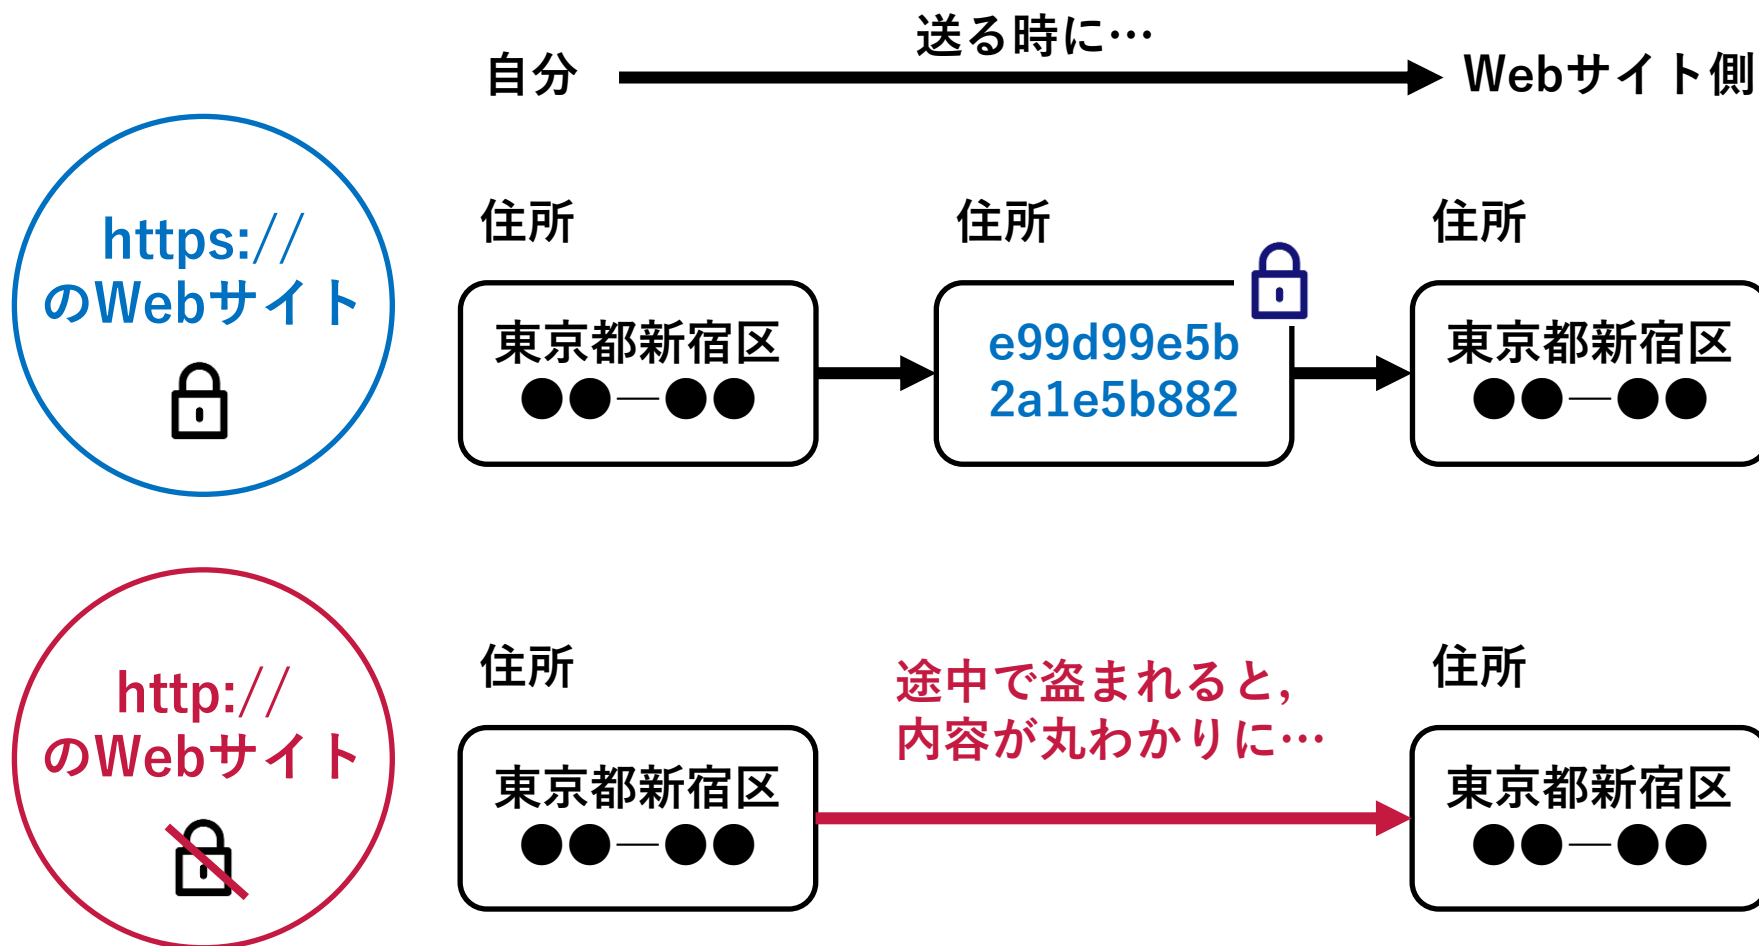 送る時に…
自分
Webサイト側
https://
のWebサイト
住所
東京都新宿区
●●―●●
住所
e99d99e5b
2a1e5b882
住所
東京都新宿区
●●―●●
http://
のWebサイト
住所
東京都新宿区
●●―●●
途中で盗まれると,
内容が丸わかりに…
住所
東京都新宿区
●●―●●